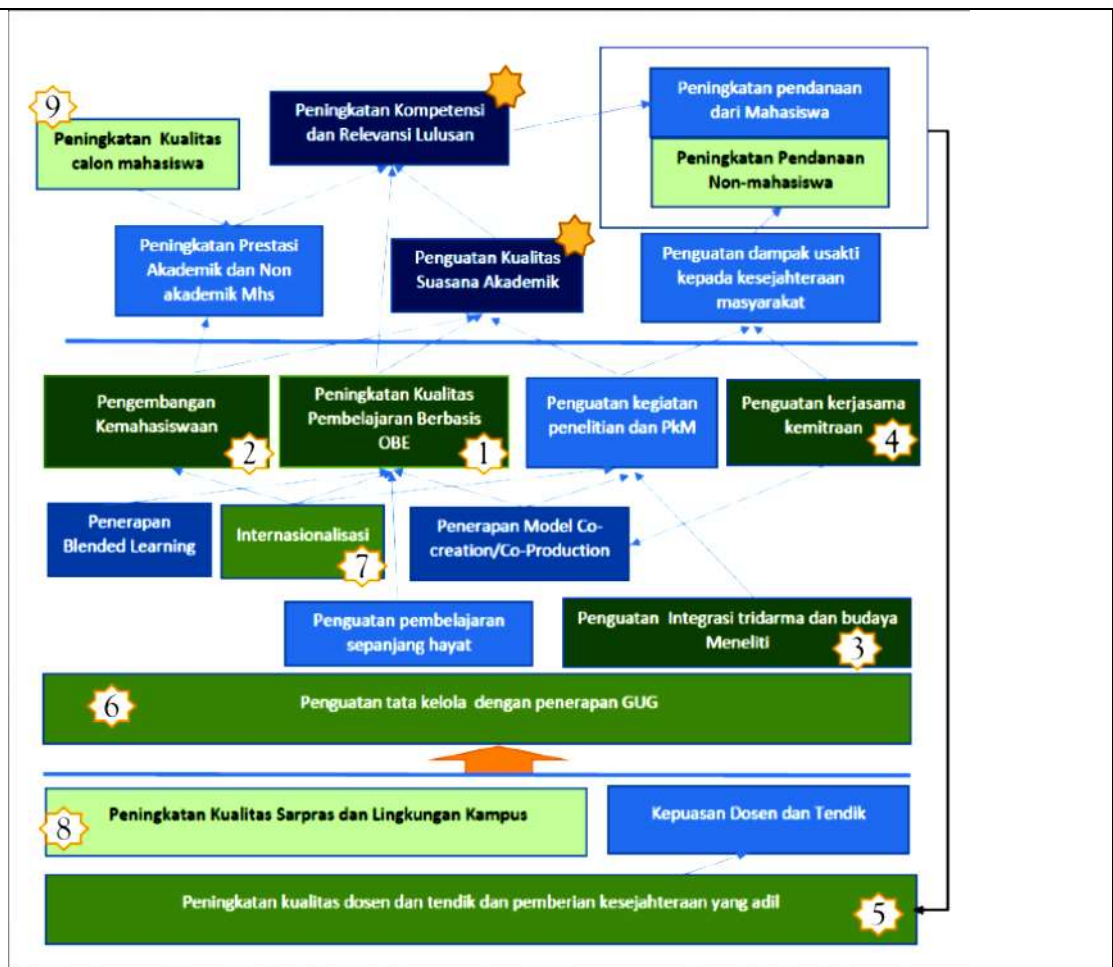 9
Peningkatan Kualitas
calon mahasiswa
Peningkatan Kompetensi
dan Relevansi Lulusan
Peningkatan pendanaan
dari Mahasiswa
Peningkatan Pendanaan
Non-mahasiswa
Peningkatan Prestasi
Akademik dan Non
akademik Mhs
Penguatan Kualitas
Suasana Akademik
Penguatan dampak usakti
kepada kesejahteraan
masyarakat
Pengembangan
Kemahasiswaan
2
Peningkatan Kualitas
Pembelajaran Berbasis
OBE
1
Penguatan kegiatan
penelitian dan PkM
Penguatan kerjasama
kemitraan
4
Penerapan
Blended Learning
Internasionalisasi
7
Penerapan Model Co-
creation/Co-Production
Penguatan pembelajaran
sepanjang hayat
Penguatan Integrasi tridarma dan budaya
Meneliti
3
6
Penguatan tata kelola dengan penerapan GUG
8
Peningkatan Kualitas Sarpras dan Lingkungan Kampus
Kepuasan Dosen dan Tendik
Peningkatan kualitas dosen dan tendik dan pemberian kesejahteraan yang adil
5